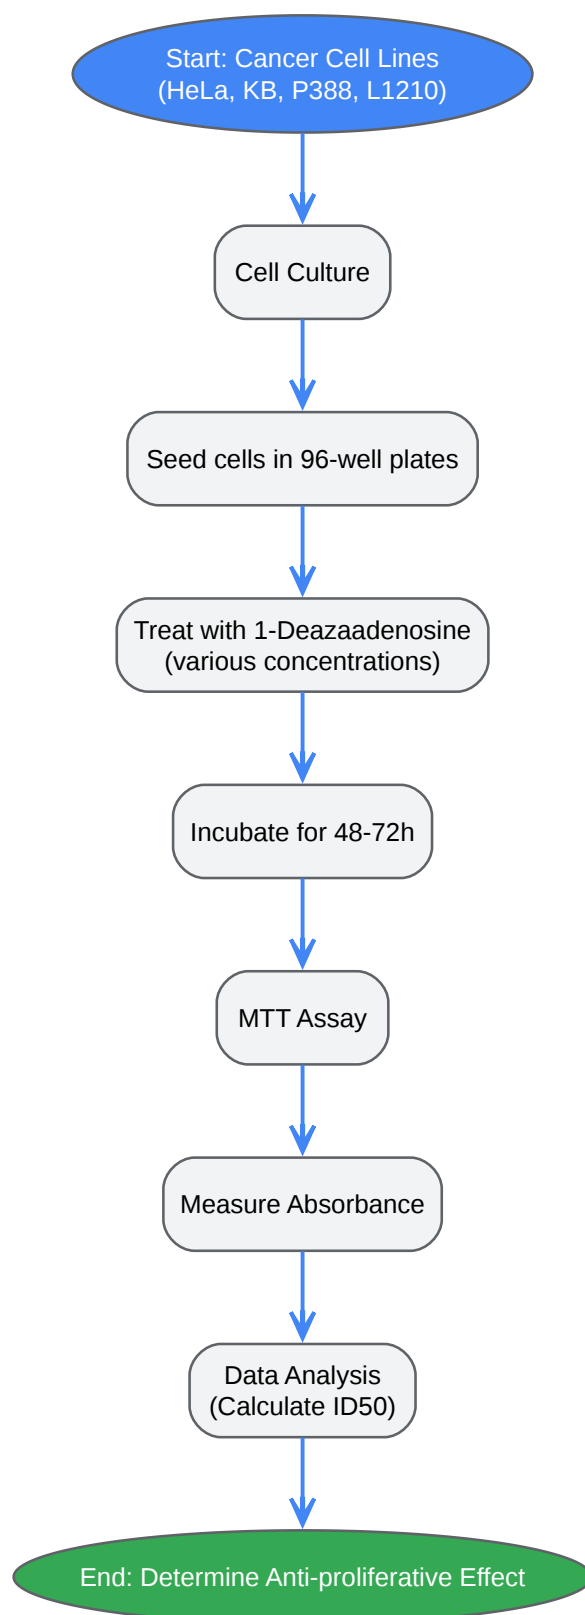 Start: Cancer Cell Lines
(HeLa, KB, P388, L1210)
Cell Culture
Seed cells in 96-well plates
Treat with 1-Deazaadenosine
(various concentrations)
Incubate for 48-72h
MTT Assay
Measure Absorbance
Data Analysis
(Calculate ID50)
End: Determine Anti-proliferative Effect